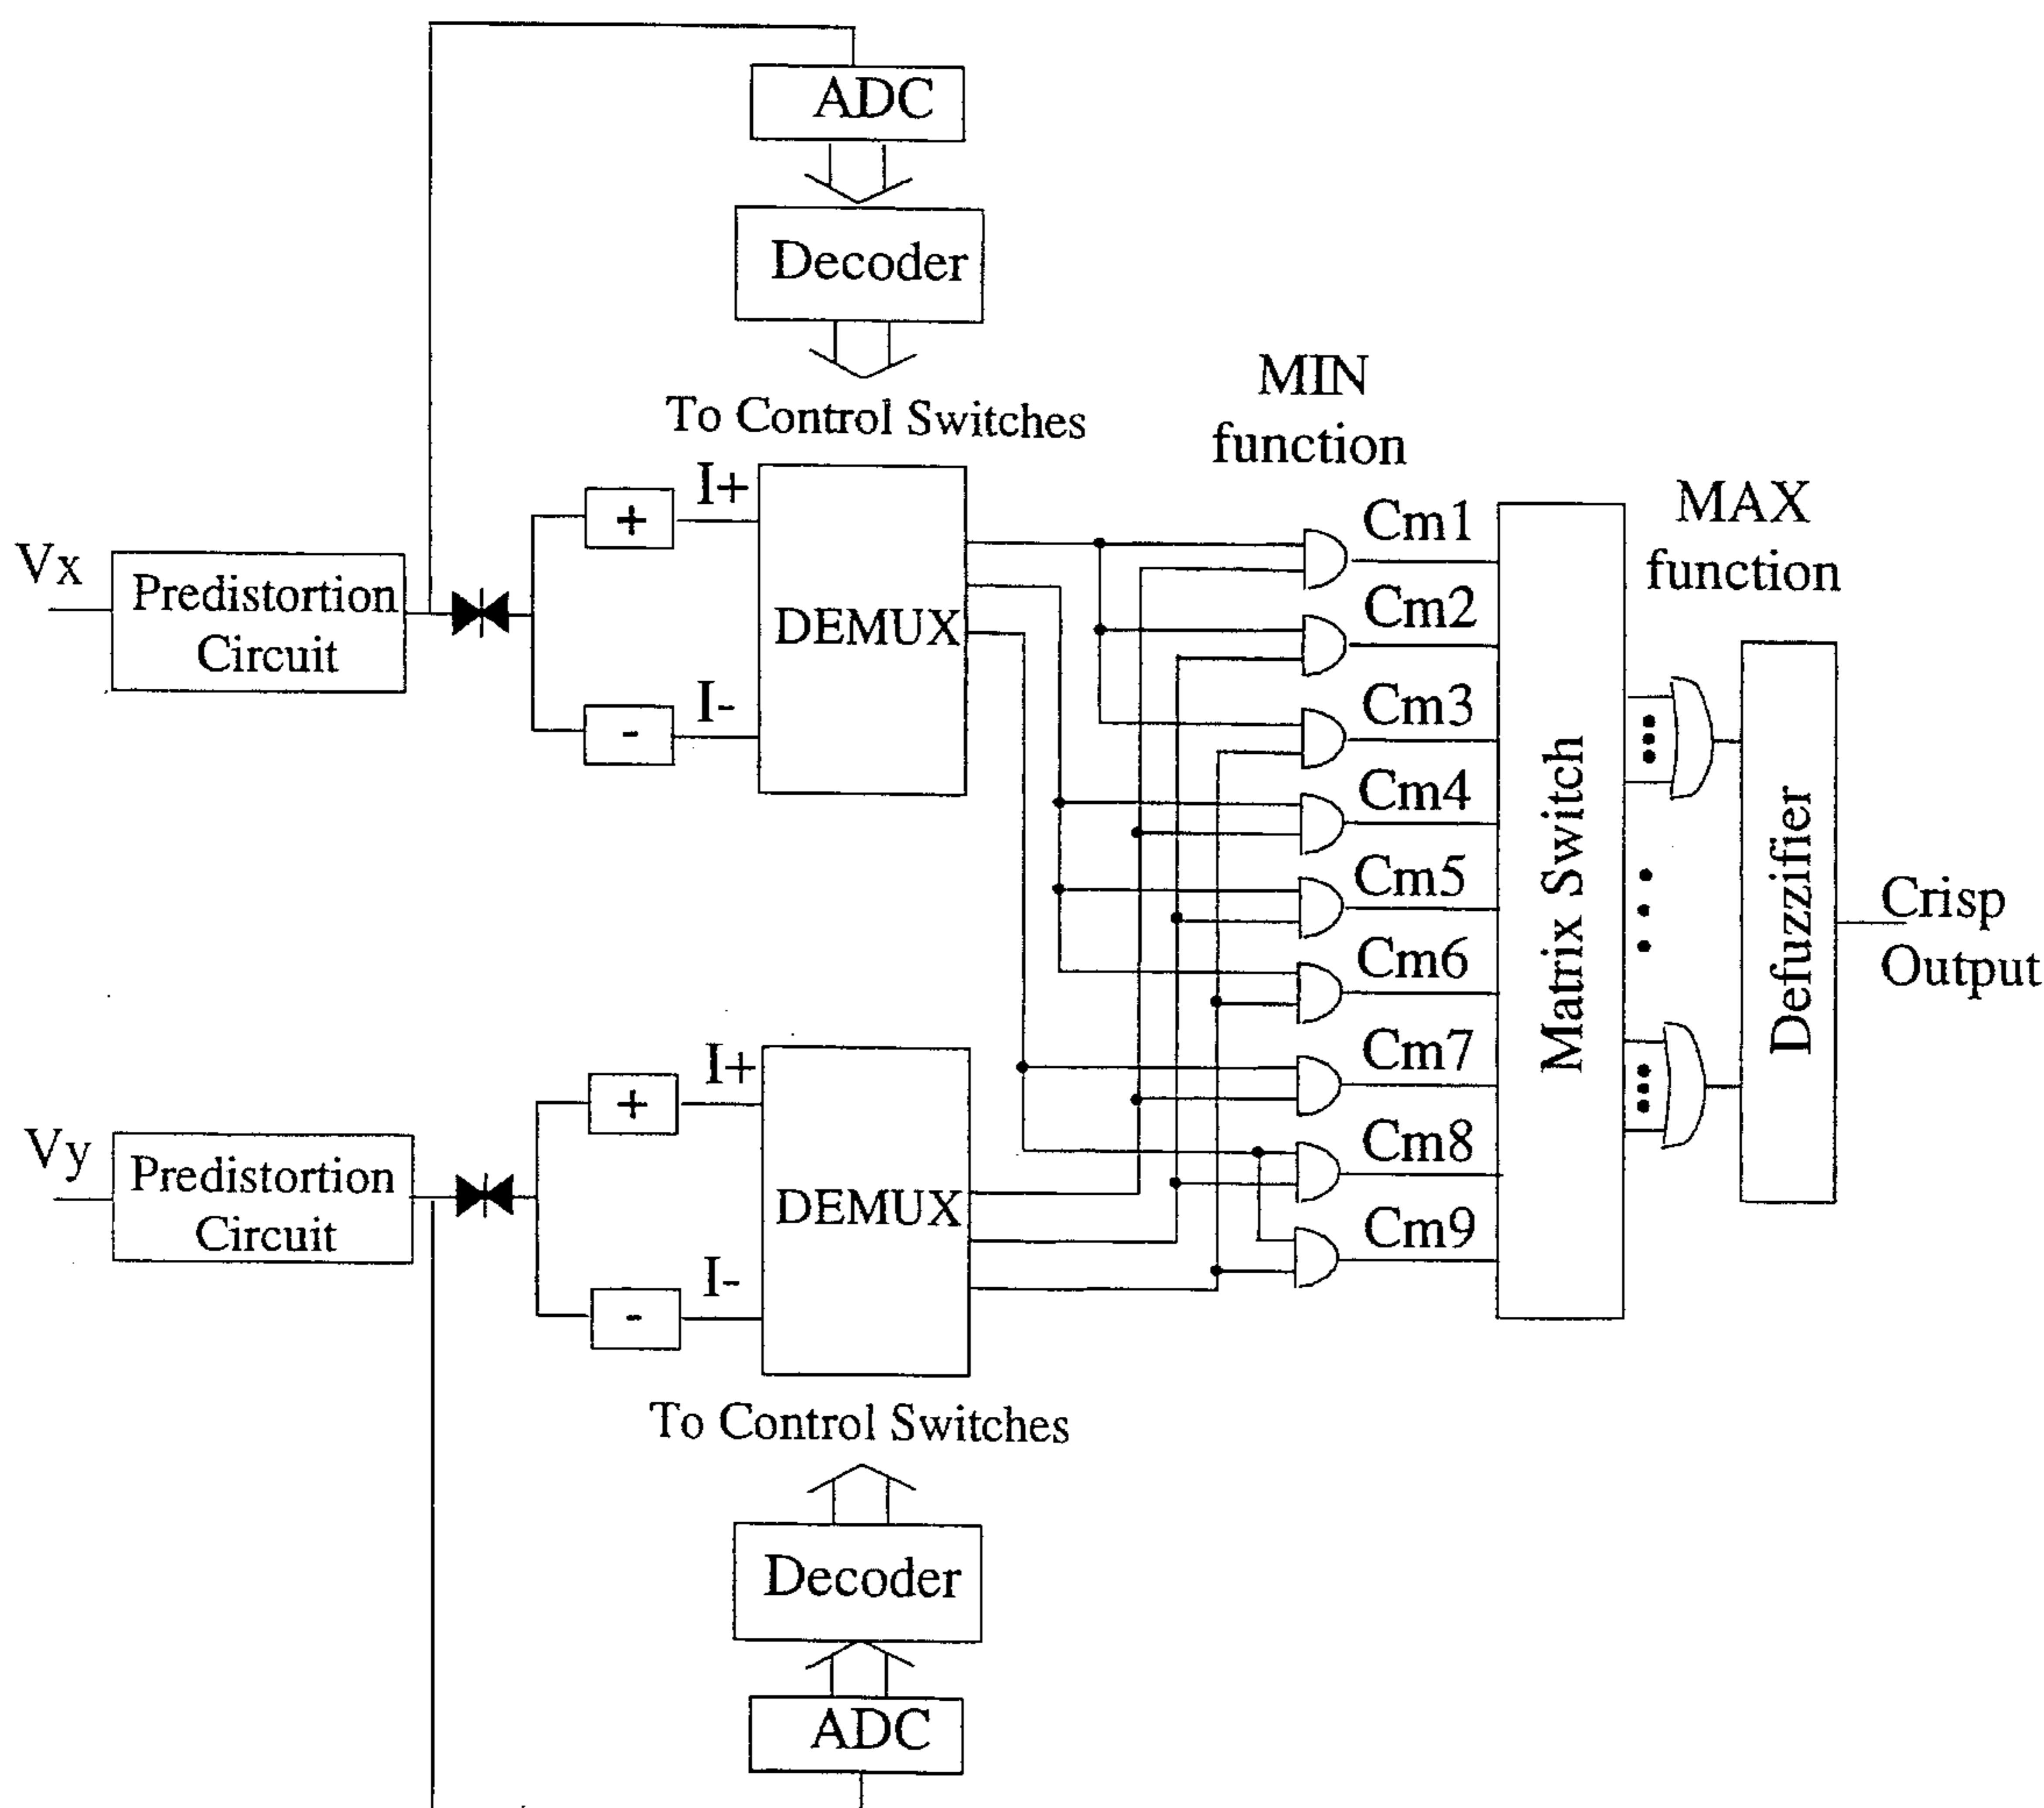 ADC
Decoder
To Control Switches
MIN
function
MAX
function
Vx
Predistortion
Circuit
+
I+
-
I-
DEMUX
Cm1
Cm2
Cm3
Cm4
Cm5
Cm6
Cm7
Cm8
Cm9
Matrix Switch
Defuzzifier
Crisp
Output
Vy
Predistortion
Circuit
+
I+
-
I-
DEMUX
To Control Switches
Decoder
ADC